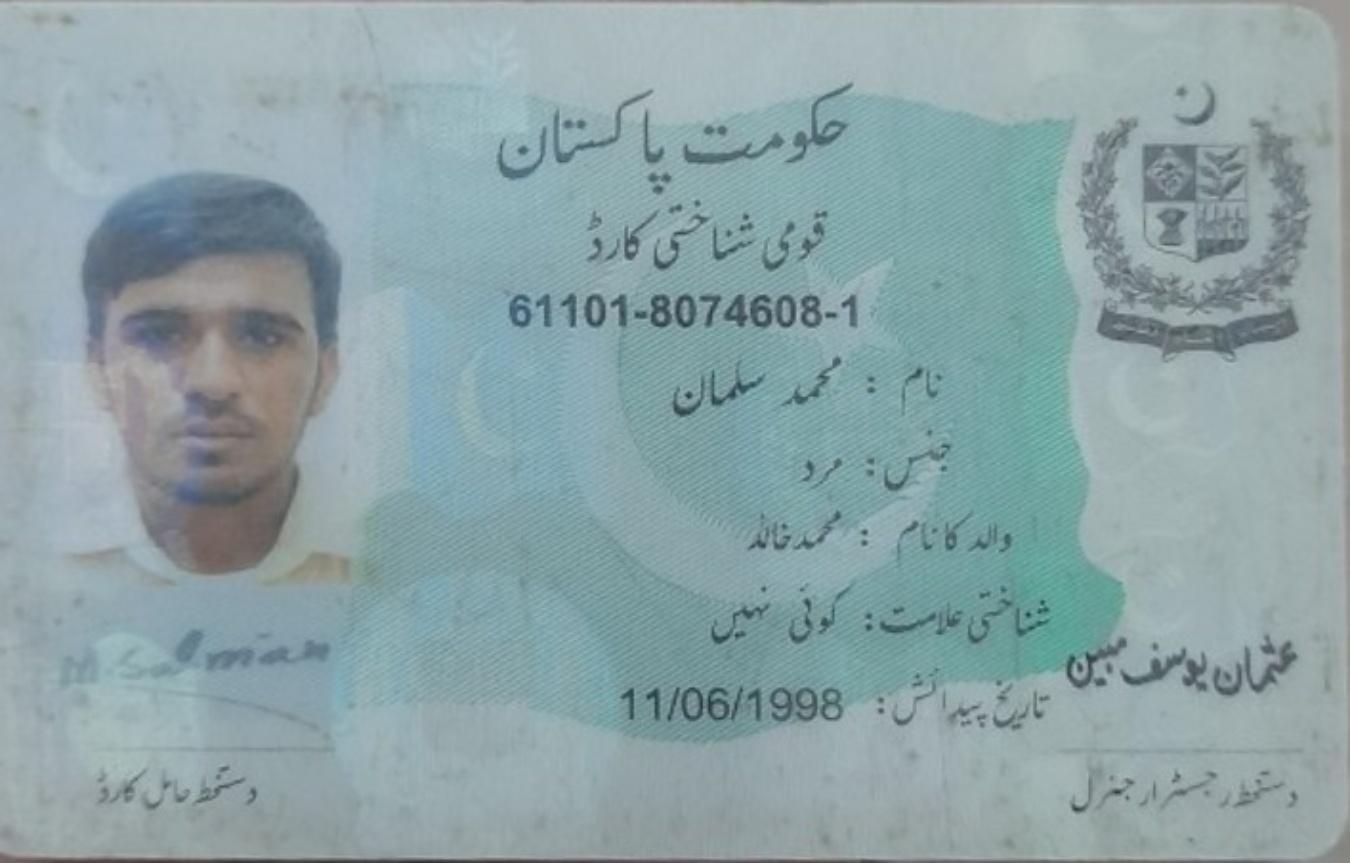 حکومت پاکستان
قومی شناختی کارڈ
61101-8074608-1
نام : محمد سلمان
جنس: مرد
والد کا نام : محمد خالد
شناختی علامت: کوئی نہیں
تاریخ پیدائش: 11/06/1998
M. Salman
دستخط حامل کارڈ
عثمان یوسف مبین
دستخط رجسٹرار جنرل